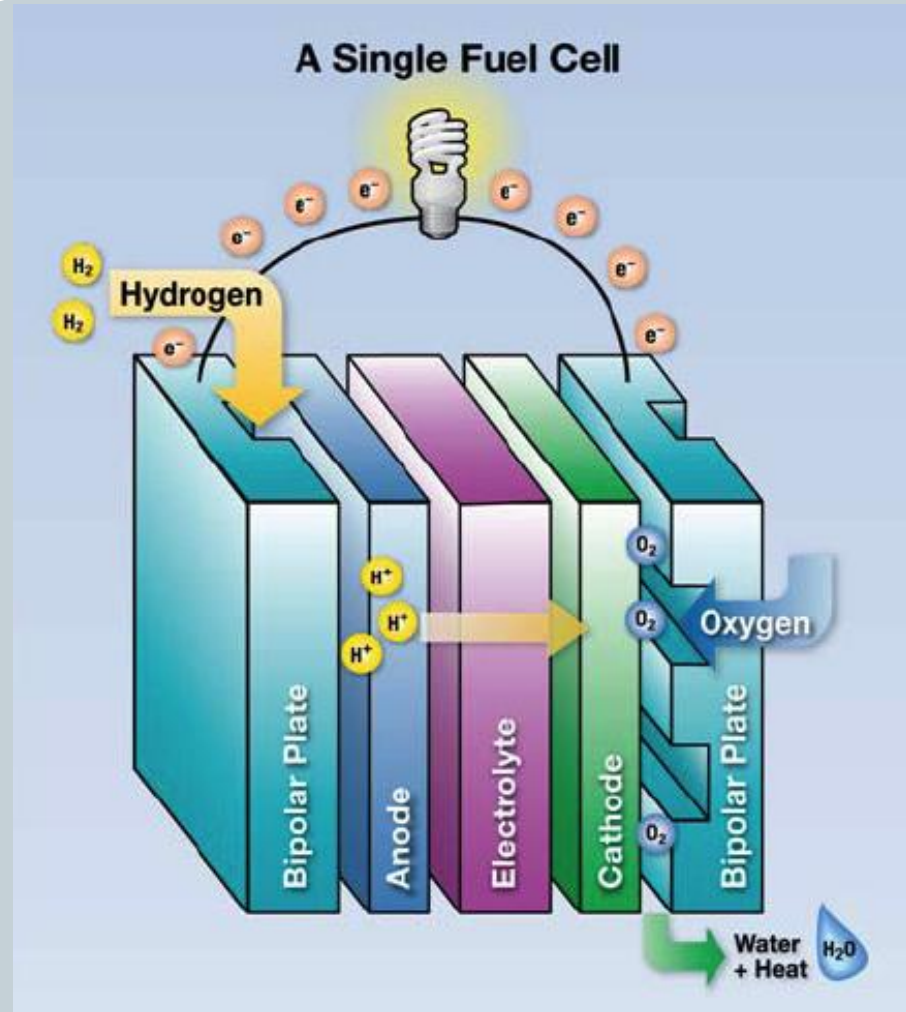 A Single Fuel Cell
e⁻
e⁻
e⁻
e⁻
e⁻
e⁻
e⁻
e⁻
H₂
H₂
Hydrogen
H⁺
H⁺
H⁺
O₂
O₂
O₂
Oxygen
Bipolar Plate
Anode
Electrolyte
Cathode
Bipolar Plate
Water
+ Heat
H₂O